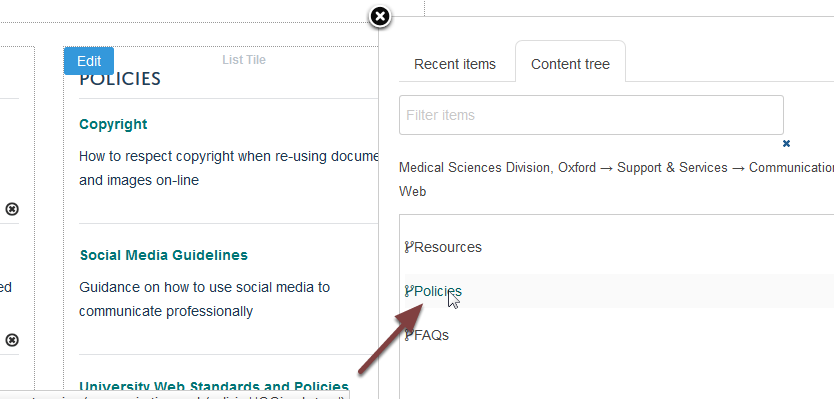 Edit
List Tile
POLICIES
Copyright
How to respect copyright when re-using docume
and images on-line
Social Media Guidelines
Guidance on how to use social media to
communicate professionally
University Web Standards and Policies
ed
Recent items
Content tree
Filter items
Medical Sciences Division, Oxford → Support & Services → Communication
Web
Resources
Policies
FAQs